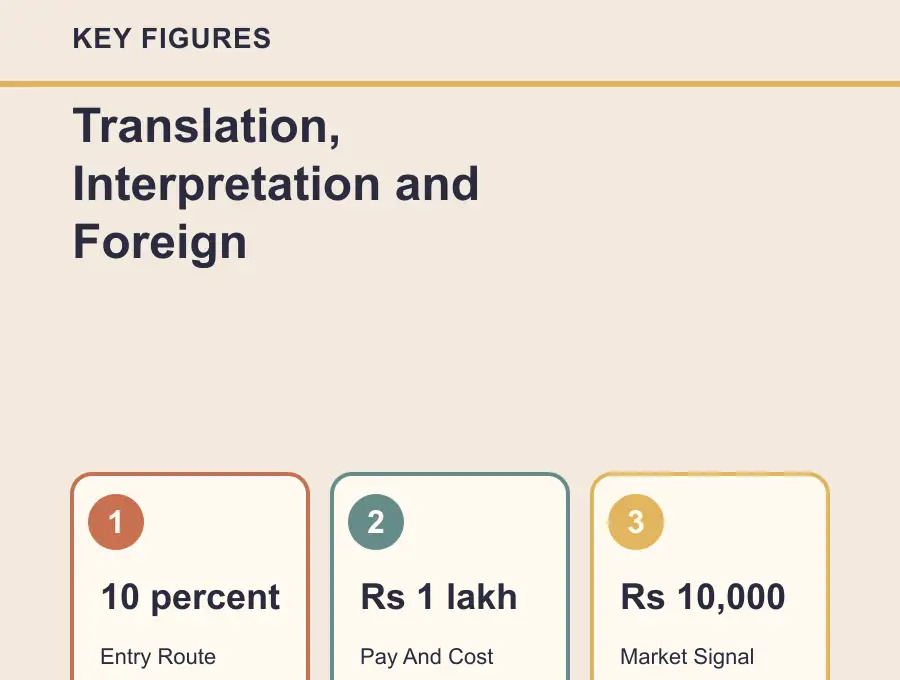 KEY FIGURES
Translation,
Interpretation and
Foreign
1
10 percent
Entry Route
2
Rs 1 lakh
Pay And Cost
3
Rs 10,000
Market Signal